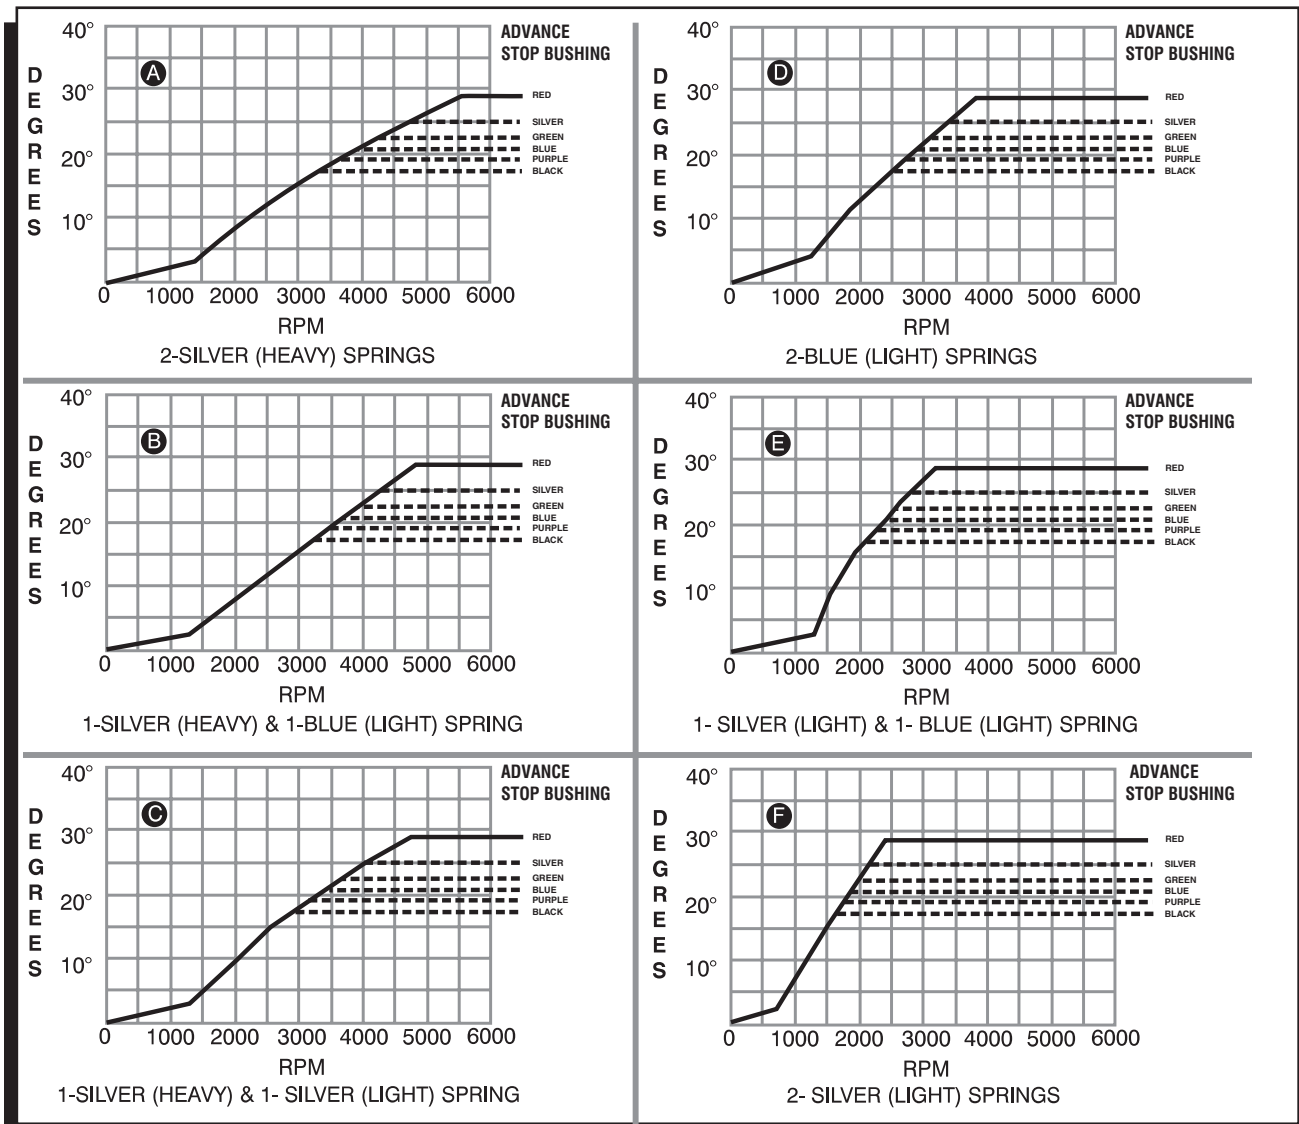 40°
30°
20°
10°
DEGREES
A
ADVANCE
STOP BUSHING
RED
SILVER
GREEN
BLUE
PURPLE
BLACK
0 1000 2000 3000 4000 5000 6000
RPM
2-SILVER (HEAVY) SPRINGS
40°
30°
20°
10°
DEGREES
D
ADVANCE
STOP BUSHING
RED
SILVER
GREEN
BLUE
PURPLE
BLACK
0 1000 2000 3000 4000 5000 6000
RPM
2-BLUE (LIGHT) SPRINGS
40°
30°
20°
10°
DEGREES
B
ADVANCE
STOP BUSHING
RED
SILVER
GREEN
BLUE
PURPLE
BLACK
0 1000 2000 3000 4000 5000 6000
RPM
1-SILVER (HEAVY) & 1-BLUE (LIGHT) SPRING
40°
30°
20°
10°
DEGREES
E
ADVANCE
STOP BUSHING
RED
SILVER
GREEN
BLUE
PURPLE
BLACK
0 1000 2000 3000 4000 5000 6000
RPM
1- SILVER (LIGHT) & 1- BLUE (LIGHT) SPRING
40°
30°
20°
10°
DEGREES
C
ADVANCE
STOP BUSHING
RED
SILVER
GREEN
BLUE
PURPLE
BLACK
0 1000 2000 3000 4000 5000 6000
RPM
1-SILVER (HEAVY) & 1- SILVER (LIGHT) SPRING
40°
30°
20°
10°
DEGREES
F
ADVANCE
STOP BUSHING
RED
SILVER
GREEN
BLUE
PURPLE
BLACK
0 1000 2000 3000 4000 5000 6000
RPM
2- SILVER (LIGHT) SPRINGS